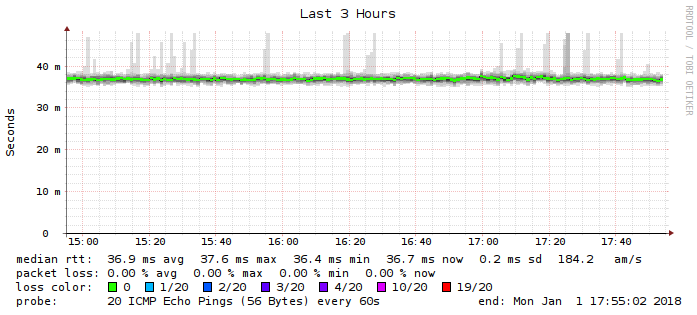 Last 3 Hours
RRDTOOL / TOBI OETIKER
Seconds
40 m
30 m
20 m
10 m
0
15:00 15:20 15:40 16:00 16:20 16:40 17:00 17:20 17:40
median rtt: 36.9 ms avg 37.6 ms max 36.4 ms min 36.7 ms now 0.2 ms sd 184.2 am/s
packet loss: 0.00 % avg 0.00 % max 0.00 % min 0.00 % now
loss color: 0 1/20 2/20 3/20 4/20 10/20 19/20
probe: 20 ICMP Echo Pings (56 Bytes) every 60s end: Mon Jan 1 17:55:02 2018